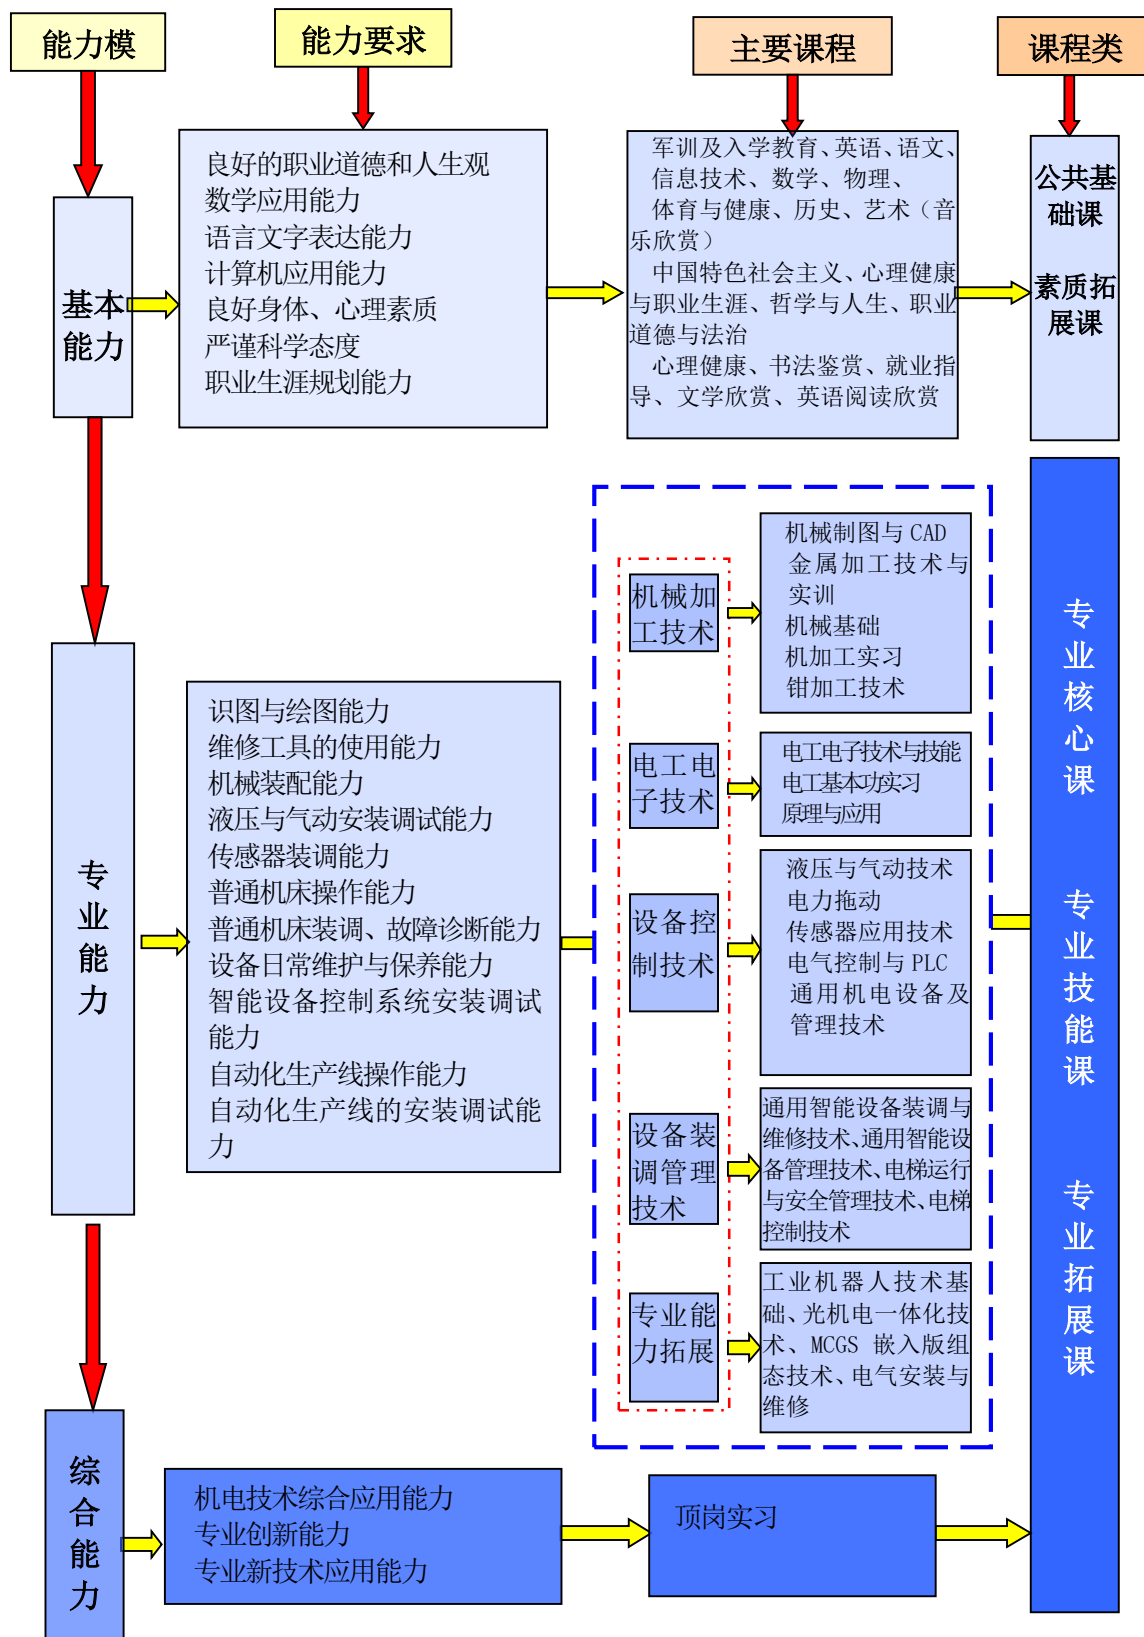 能力模
能力要求
主要课程
课程类
基本
能力
良好的职业道德和人生观
数学应用能力
语言文字表达能力
计算机应用能力
良好身体、心理素质
严谨科学态度
职业生涯规划能力
军训及入学教育、英语、语文、
信息技术、数学、物理、
体育与健康、历史、艺术（音
乐欣赏）
中国特色社会主义、心理健康
与职业生涯、哲学与人生、职业
道德与法治
心理健康、书法鉴赏、就业指
导、文学欣赏、英语阅读欣赏
公共基
础课
素质拓
展课
专业能力
识图与绘图能力
维修工具的使用能力
机械装配能力
液压与气动安装调试能力
传感器装调能力
普通机床操作能力
普通机床装调、故障诊断能力
设备日常维护与保养能力
智能设备控制系统安装调试
能力
自动化生产线操作能力
自动化生产线的安装调试能
力
机械加
工技术
机械制图与 CAD
金属加工技术与
实训
机械基础
机加工实习
钳加工技术
电工电
子技术
电工电子技术与技能
电工基本功实习
原理与应用
设备控
制技术
液压与气动技术
电力拖动
传感器应用技术
电气控制与 PLC
通用机电设备及
管理技术
设备装
调管理
技术
通用智能设备装调与
维修技术、通用智能设
备管理技术、电梯运行
与安全管理技术、电梯
控制技术
专业能
力拓展
工业机器人技术基
础、光机电一体化技
术、MCGS 嵌入版组
态技术、电气安装与
维修
专业核心课
专业技能课
专业拓展课
综合能力
机电技术综合应用能力
专业创新能力
专业新技术应用能力
顶岗实习